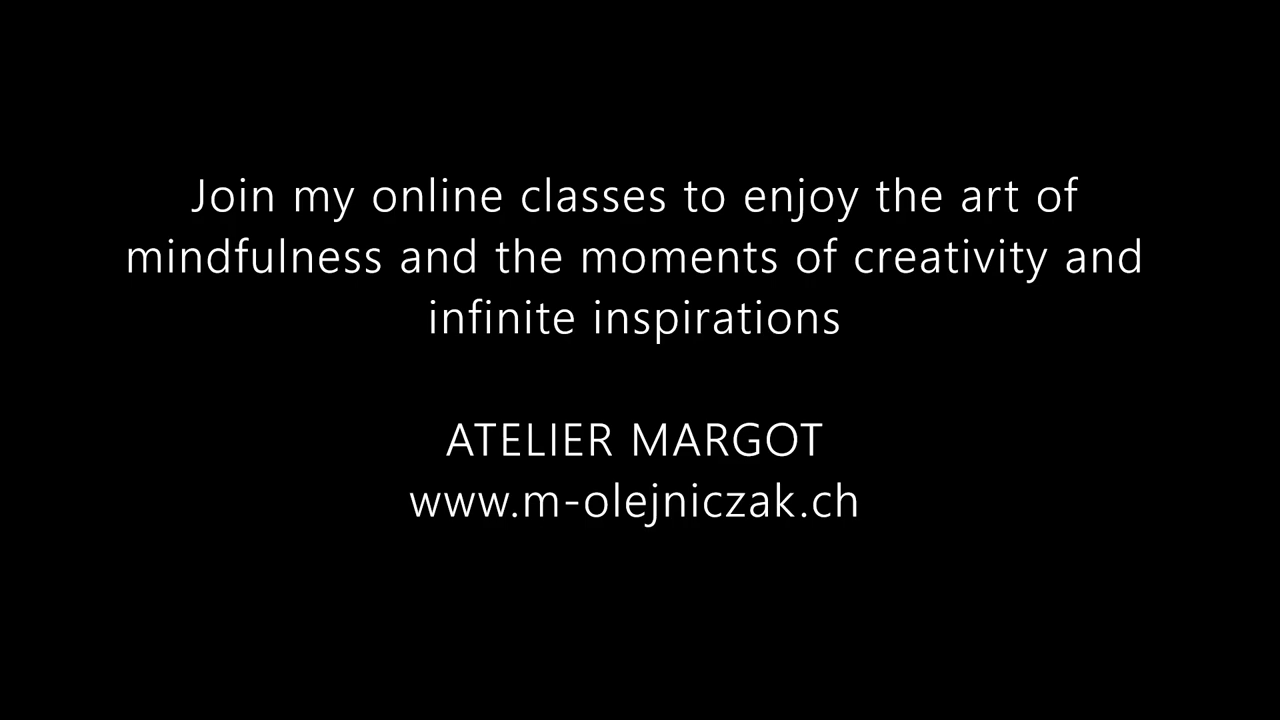 Join my online classes to enjoy the art of
mindfulness and the moments of creativity and
infinite inspirations
ATELIER MARGOT
www.m-olejniczak.ch